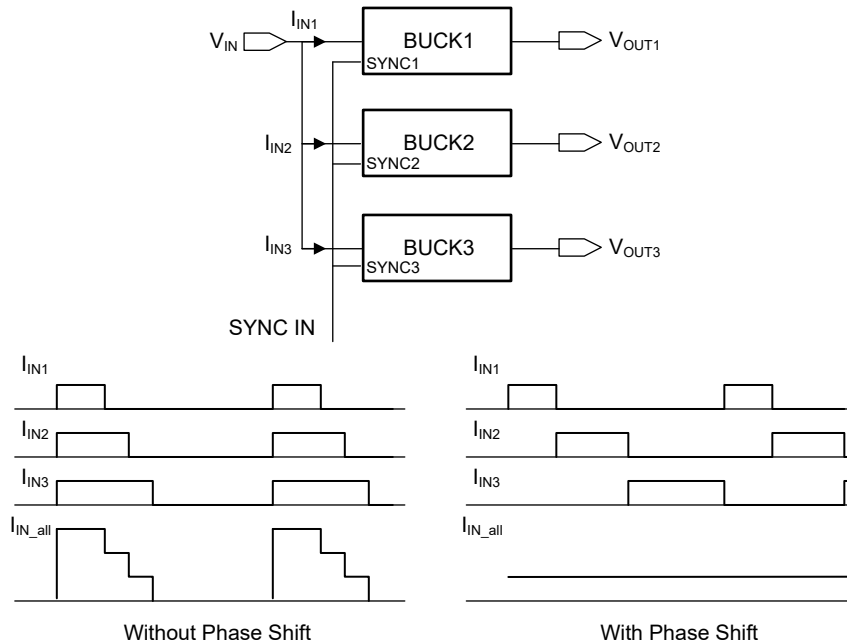 I_IN1
V_IN
BUCK1
V_OUT1
SYNC1
I_IN2
BUCK2
V_OUT2
SYNC2
I_IN3
BUCK3
V_OUT3
SYNC3
SYNC IN
I_IN1
I_IN2
I_IN3
I_IN_all
Without Phase Shift
I_IN1
I_IN2
I_IN3
I_IN_all
With Phase Shift